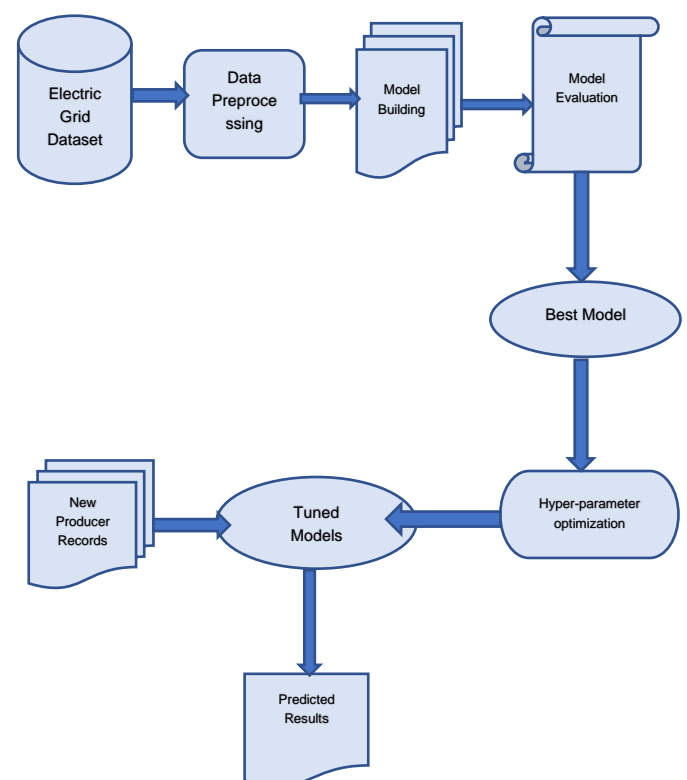 Electric
Grid
Dataset
Data
Preproce
ssing
Model
Building
Model
Evaluation
Best Model
Hyper-parameter
optimization
Tuned
Models
New
Producer
Records
Predicted
Results